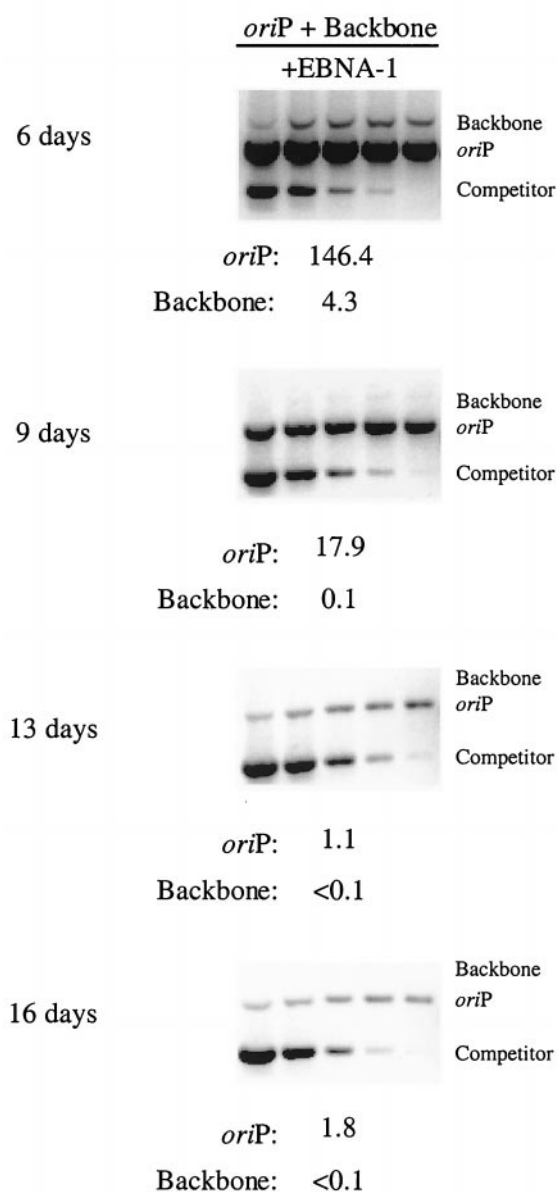 oriP + Backbone
+EBNA-1
6 days
Backbone
oriP
Competitor
oriP: 146.4
Backbone: 4.3
9 days
Backbone
oriP
Competitor
oriP: 17.9
Backbone: 0.1
13 days
Backbone
oriP
Competitor
oriP: 1.1
Backbone: <0.1
16 days
Backbone
oriP
Competitor
oriP: 1.8
Backbone: <0.1